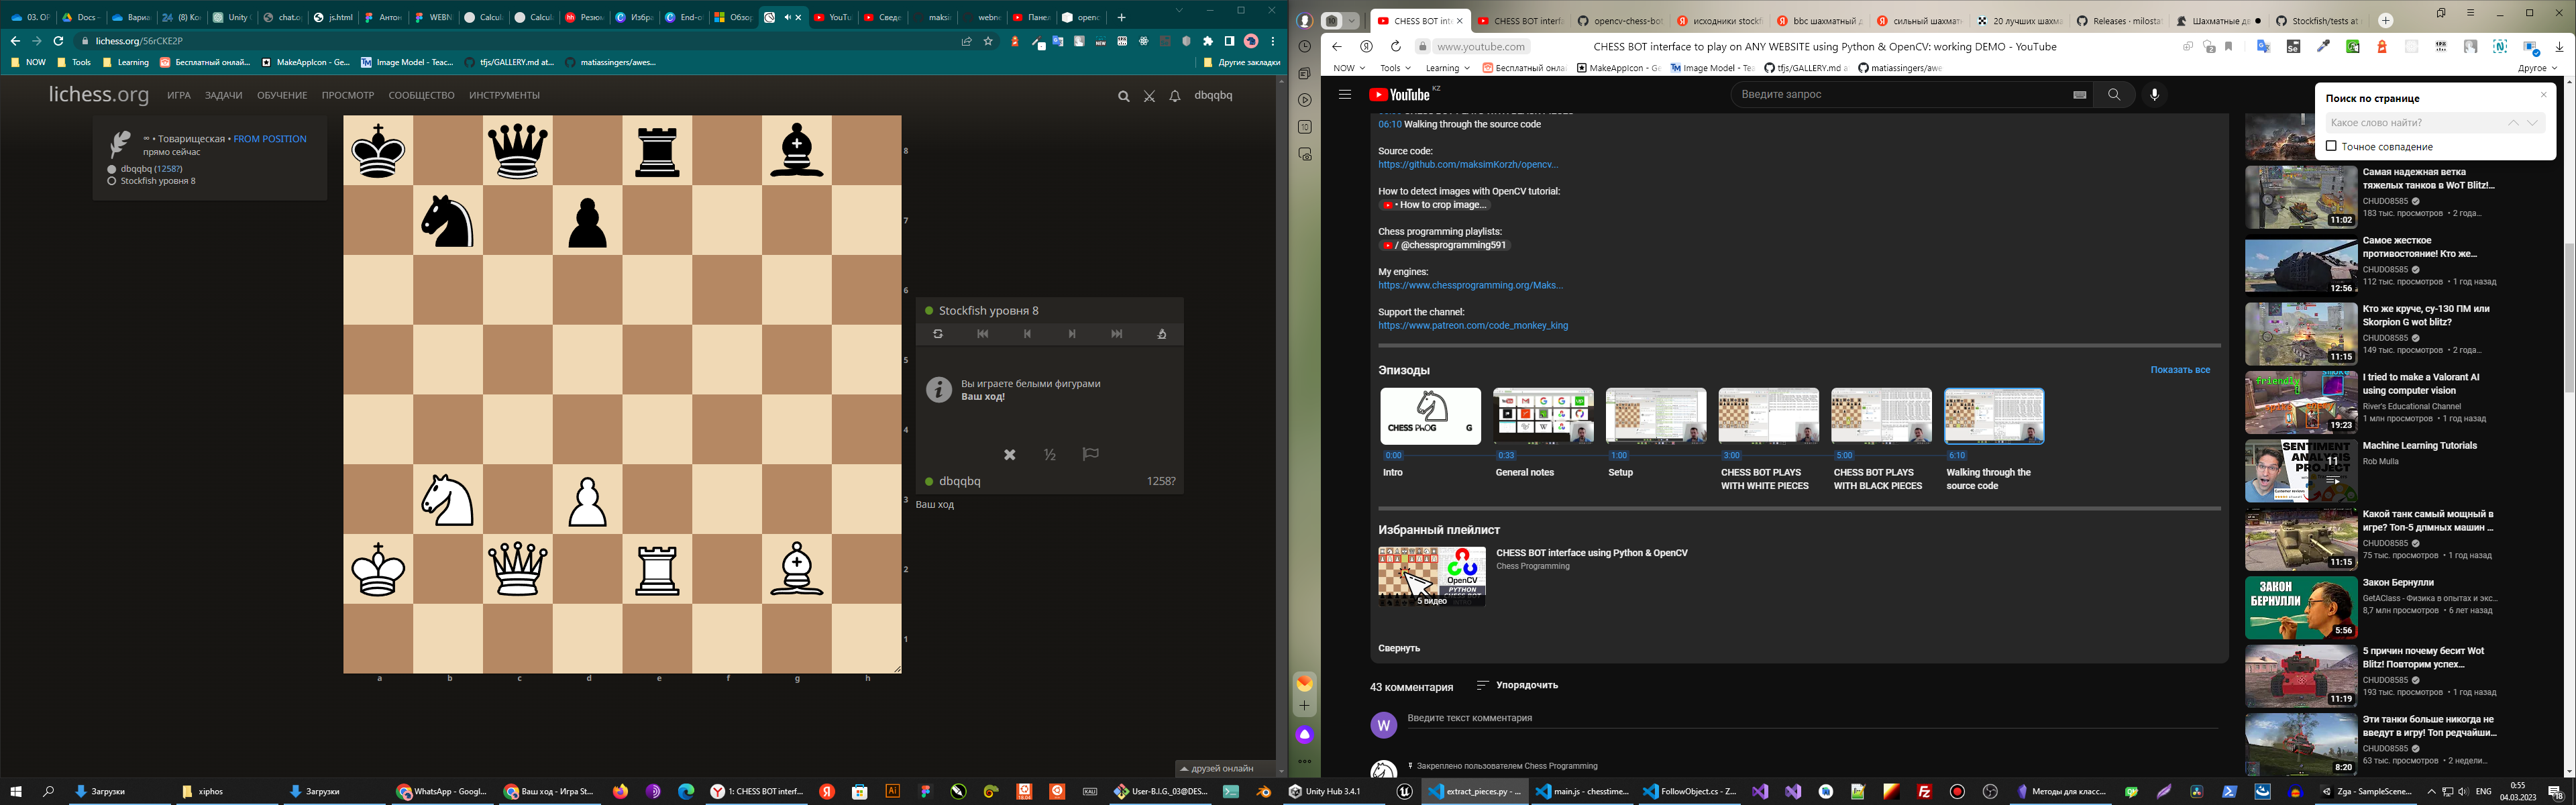 03. OF
Docs -
Вариа
24 (8) Ко
Unity
chat.o
js.html
Антон
WEBN
Calcul
Calcul
hh Резюм
Избра
End-o
Обзор
YouTu
Сведе
maksi
webm
Панел
openc
lichess.org/56rCKE2P
NOW
Tools
Learning
Бесплатный онлай...
MakeAppIcon - Ge...
Image Model - Teac...
tfjs/GALLERY.md at...
matiassingers/awes...
Другие закладки
lichess.org
ИГРА
ЗАДАЧИ
ОБУЧЕНИЕ
ПРОСМОТР
СООБЩЕСТВО
ИНСТРУМЕНТЫ
dbqqbq
∞ • Товарищеская • FROM POSITION
прямо сейчас
dbqqbq (1258?)
Stockfish уровня 8
8
7
6
5
4
3
2
1
a b c d e f g h
Stockfish уровня 8
Вы играете белыми фигурами
Ваш ход!
½
dbqqbq 1258?
Ваш ход
друзей онлайн
CHESS BOT int
CHESS BOT interf
opencv-chess-bot
исходники stockf
bbc шахматный д
сильный шахматн
20 лучших шахма
Releases · milosta
Шахматные дв
Stockfish/tests at
www.youtube.com
CHESS BOT interface to play on ANY WEBSITE using Python & OpenCV: working DEMO - YouTube
NOW
Tools
Learning
Бесплатный онла
MakeAppIcon - Ge
Image Model - Tea
tfjs/GALLERY.md a
matiassingers/awe
Другое
YouTube KZ
Введите запрос
Поиск по странице
Какое слово найти?
Точное совпадение
06:10 Walking through the source code
Source code:
https://github.com/maksimKorzh/opencv...
How to detect images with OpenCV tutorial:
• How to crop image...
Chess programming playlists:
/ @chessprogramming591
My engines:
https://www.chessprogramming.org/Maks...
Support the channel:
https://www.patreon.com/code_monkey_king
Эпизоды
Показать все
0:00
Intro
0:33
General notes
1:00
Setup
3:00
CHESS BOT PLAYS
WITH WHITE PIECES
5:00
CHESS BOT PLAYS
WITH BLACK PIECES
6:10
Walking through the
source code
Избранный плейлист
OpenCV
PYTHON
5 видео
CHESS BOT interface using Python & OpenCV
Chess Programming
Свернуть
43 комментария
Упорядочить
W
Введите текст комментария
Закреплено пользователем Chess Programming
11:02
Самая надежная ветка
тяжелых танков в WoT Blitz!...
CHUDO8585
183 тыс. просмотров • 2 года...
12:56
Самое жесткое
противостояние! Кто же...
CHUDO8585
112 тыс. просмотров • 1 год назад
11:15
Кто же круче, су-130 ПМ или
Skorpion G wot blitz?
CHUDO8585
149 тыс. просмотров • 2 года...
friendly
19:23
I tried to make a Valorant AI
using computer vision
River's Educational Channel
1 млн просмотров • 1 год назад
SENTIMENT
ANALYSIS
PROJECT
11
Machine Learning Tutorials
Rob Mulla
11:15
Какой танк самый мощный в
игре? Топ-5 дпмных машин ...
CHUDO8585
75 тыс. просмотров • 1 год назад
ЗАКОН
БЕРНУЛЛИ
5:56
Закон Бернулли
GetAClass - Физика в опытах и экс...
8,7 млн просмотров • 6 лет назад
11:19
5 причин почему бесит Wot
Blitz! Повторим успех...
CHUDO8585
193 тыс. просмотров • 1 год назад
8:20
Эти танки больше никогда не
введут в игру! Топ редчайши...
CHUDO8585
63 тыс. просмотров • 2 недели...
Загрузки
xiphos
Загрузки
WhatsApp - Googl...
Ваш ход - Игра St...
1: CHESS BOT interf...
User-B.I.G_03@DES...
Unity Hub 3.4.1
extract_pieces.py - ...
main.js - chesstime...
FollowObject.cs - Z...
Методы для класс...
Zga - SampleScene...
ENG
0:55
04.03.2023
18